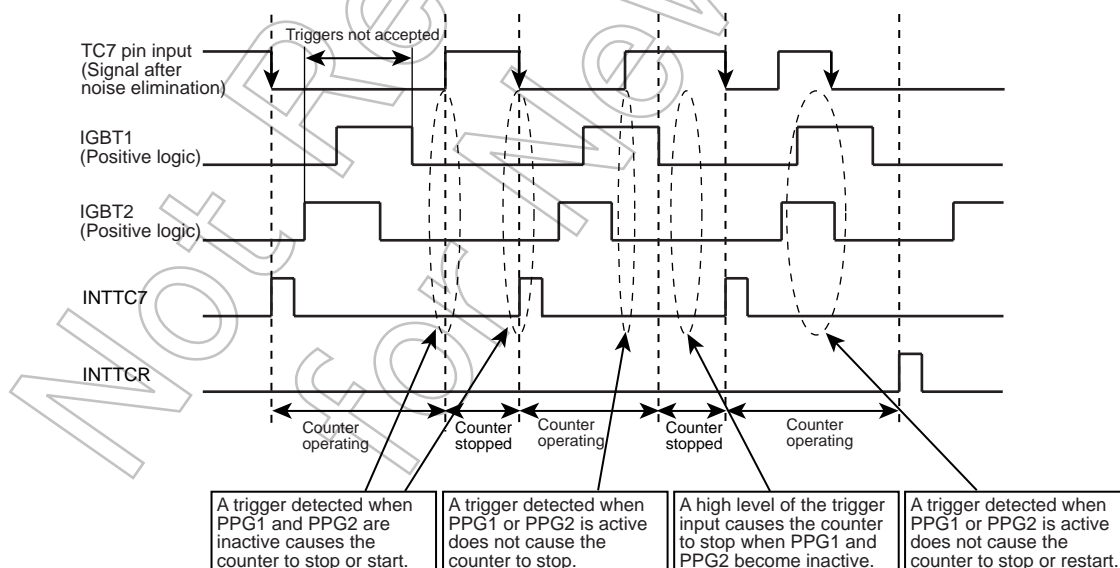 Triggers not accepted
TC7 pin input
(Signal after
noise elimination)
IGBT1
(Positive logic)
IGBT2
(Positive logic)
INTTC7
INTTCR
Counter
operating
Counter
stopped
Counter
operating
Counter
stopped
Counter
operating
A trigger detected when
PPG1 and PPG2 are
inactive causes the
counter to stop or start.
A trigger detected when
PPG1 or PPG2 is active
does not cause the
counter to stop.
A high level of the trigger
input causes the counter
to stop when PPG1 and
PPG2 become inactive.
A trigger detected when
PPG1 or PPG2 is active
does not cause the
counter to stop or restart.
Not Re
for New